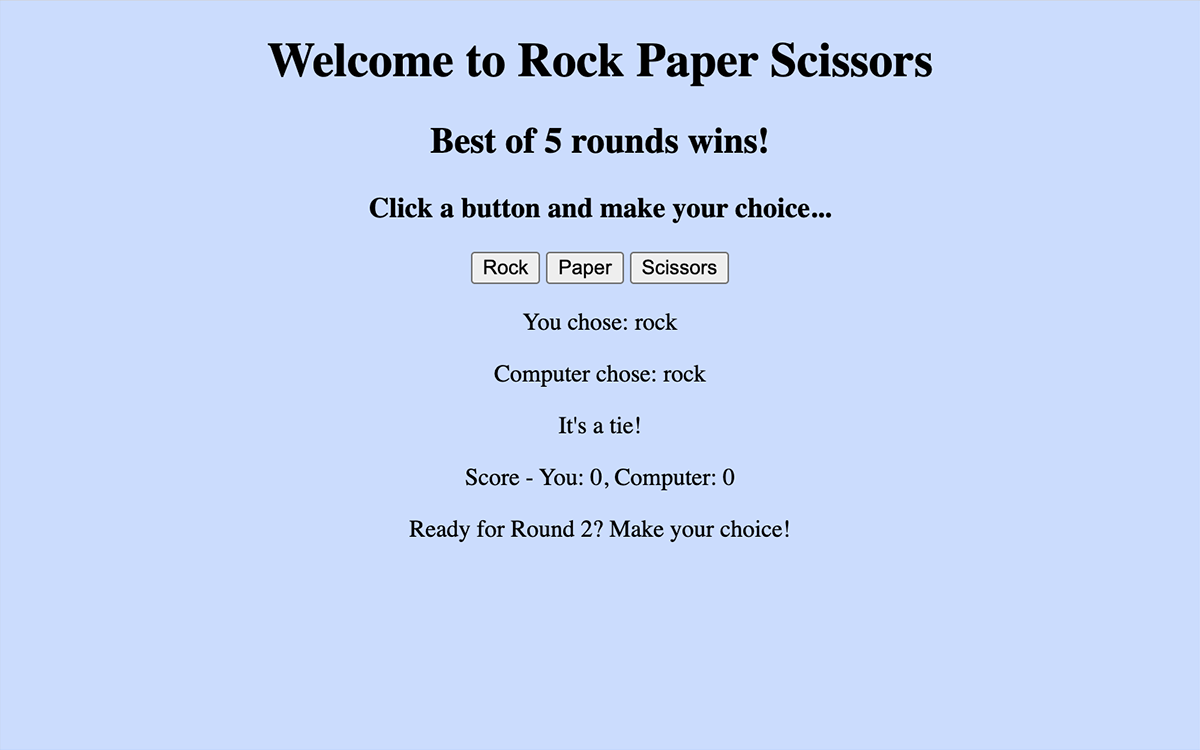 Welcome to Rock Paper Scissors
Best of 5 rounds wins!
Click a button and make your choice...
Rock Paper Scissors
You chose: rock
Computer chose: rock
It's a tie!
Score - You: 0, Computer: 0
Ready for Round 2? Make your choice!